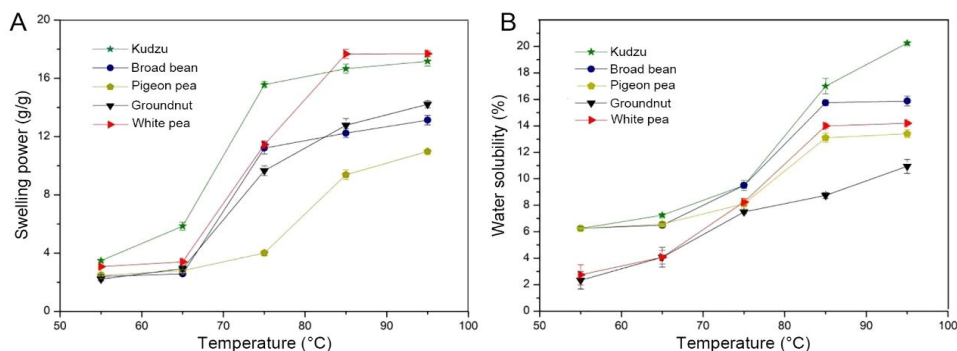 A
Swelling power (g/g)
20
16
12
8
4
0
Kudzu
Broad bean
Pigeon pea
Groundnut
White pea
50 60 70 80 90 100
Temperature (°C)
B
Water solubility (%)
20
18
16
14
12
10
8
6
4
2
0
Kudzu
Broad bean
Pigeon pea
Groundnut
White pea
50 60 70 80 90 100
Temperature (°C)